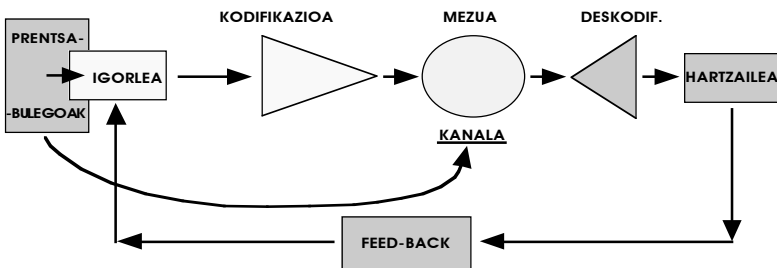 KODIFIKAZIOA
MEZUA
DESKODIF.
PRENTSA-
IGORLEA
HARTZAILEA
-BULEGOAK
KANALA
FEED-BACK